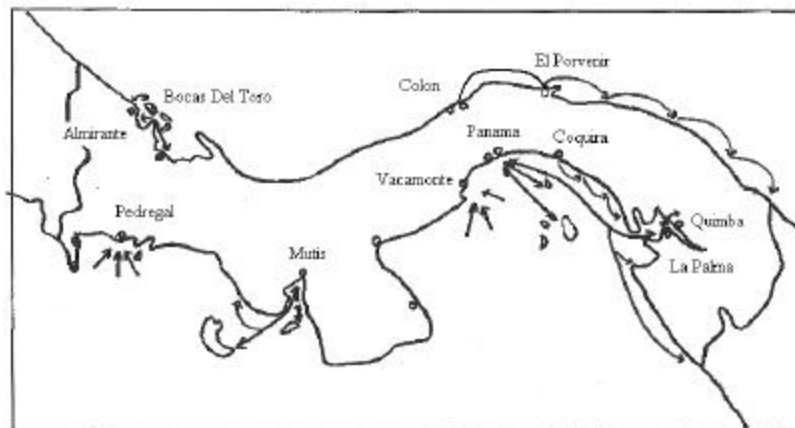 El Porvenir
Bocas Del Toro
Colon
Almirante
Panama
Coquira
Vacamonte
Pedregal
Quimba
Mutis
La Palma